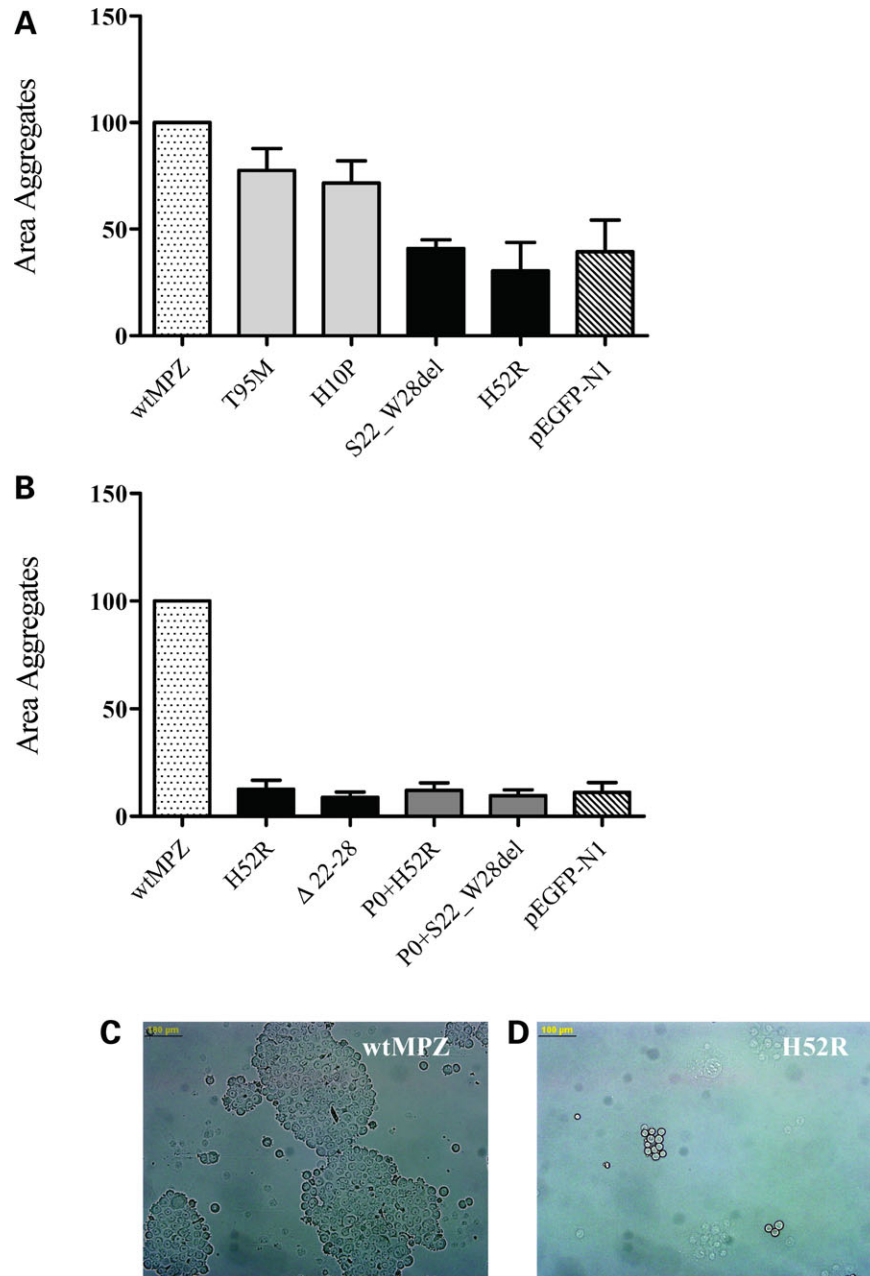 A
150
100
50
0
Area Aggregates
wtMPZ
T95M
H10P
S22_W28del
H52R
pEGFP-N1
B
150
100
50
0
Area Aggregates
wtMPZ
H52R
Δ 22-28
P0+H52R
P0+S22_W28del
pEGFP-N1
C
100 µm
wtMPZ
D
100 µm
H52R